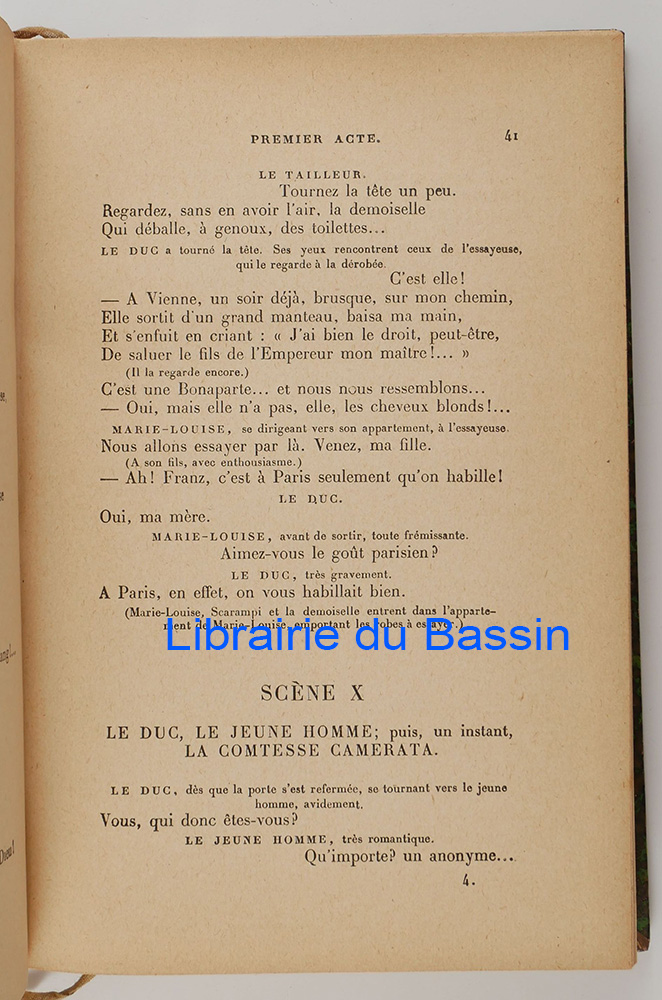 PREMIER ACTE. 41
LE TAILLEUR.
Tournez la tête un peu.
Regardez, sans en avoir l'air, la demoiselle
Qui déballe, à genoux, des toilettes...
LE DUC a tourné la tête. Ses yeux rencontrent ceux de l'essayeuse,
qui le regarde à la dérobée.
C'est elle!
— A Vienne, un soir déjà, brusque, sur mon chemin,
Elle sortit d'un grand manteau, baisa ma main,
Et s'enfuit en criant : « J'ai bien le droit, peut-être,
De saluer le fils de l'Empereur mon maître!... »
(Il la regarde encore.)
C'est une Bonaparte... et nous nous ressemblons...
— Oui, mais elle n'a pas, elle, les cheveux blonds!...
MARIE-LOUISE, se dirigeant vers son appartement, à l'essayeuse.
Nous allons essayer par là. Venez, ma fille.
(A son fils, avec enthousiasme.)
— Ah! Franz, c'est à Paris seulement qu'on habille!
LE DUC.
Oui, ma mère.
MARIE-LOUISE, avant de sortir, toute frémissante.
Aimez-vous le goût parisien?
LE DUC, très gravement.
A Paris, en effet, on vous habillait bien.
(Marie-Louise, Scarampi et la demoiselle entrent dans l'apparte-
ment de Marie-Louise, emportant les robes à essayer.)
Librairie du Bassin
SCÈNE X
LE DUC, LE JEUNE HOMME; puis, un instant,
LA COMTESSE CAMERATA.
LE DUC, dès que la porte s'est refermée, se tournant vers le jeune
homme, avidement.
Vous, qui donc êtes-vous?
LE JEUNE HOMME, très romantique.
Qu'importe? un anonyme...
4.